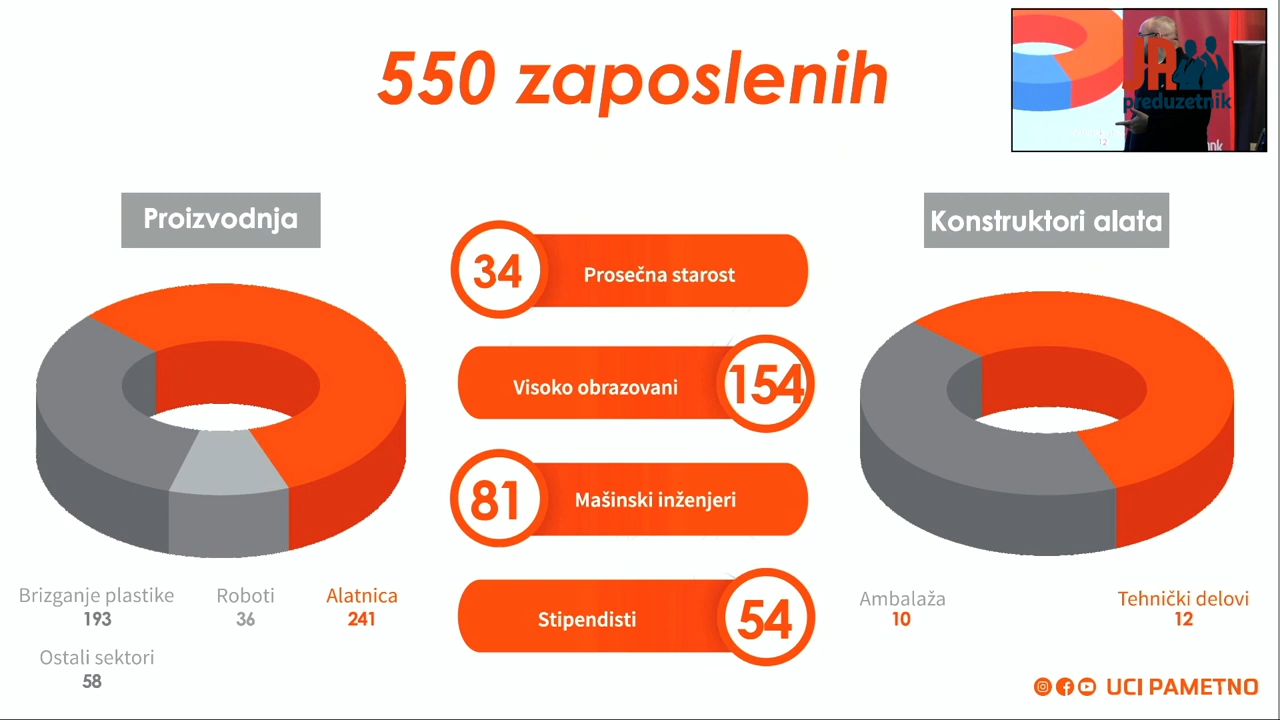 550 zaposlenih
JA
preduzetnik
12
Proizvodnja
Konstruktori alata
34
Prosečna starost
Visoko obrazovani
154
81
Mašinski inženjeri
Stipendisti
54
Brizganje plastike
193
Roboti
36
Alatnica
241
Ostali sektori
58
Ambalaža
10
Tehnički delovi
12
UCI PAMETNO